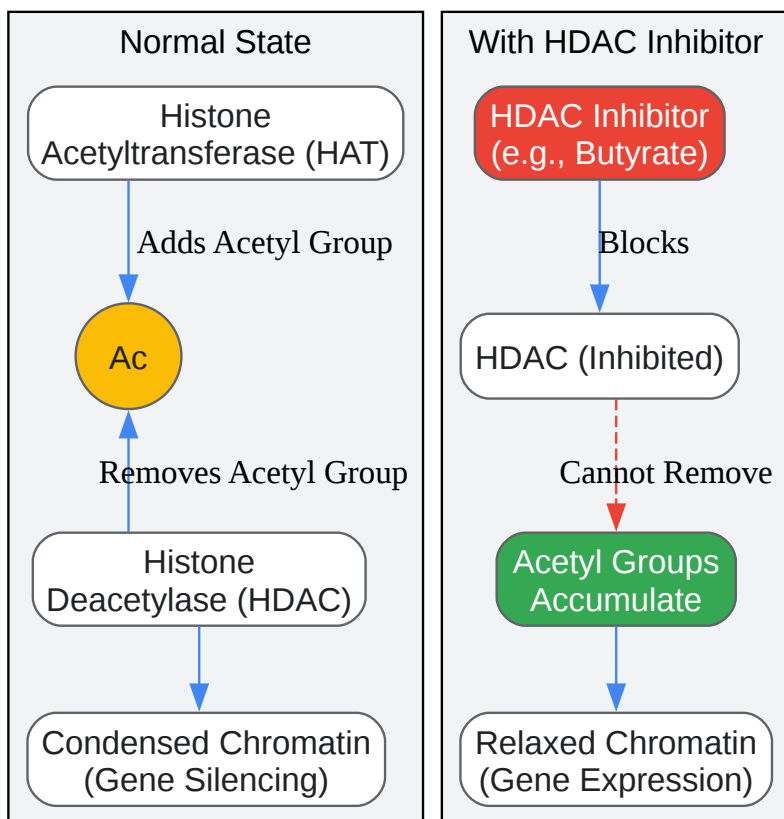 Normal State
Histone
Acetyltransferase (HAT)
Adds Acetyl Group
Ac
Removes Acetyl Group
Histone
Deacetylase (HDAC)
Condensed Chromatin
(Gene Silencing)
With HDAC Inhibitor
HDAC Inhibitor
(e.g., Butyrate)
Blocks
HDAC (Inhibited)
Cannot Remove
Acetyl Groups
Accumulate
Relaxed Chromatin
(Gene Expression)